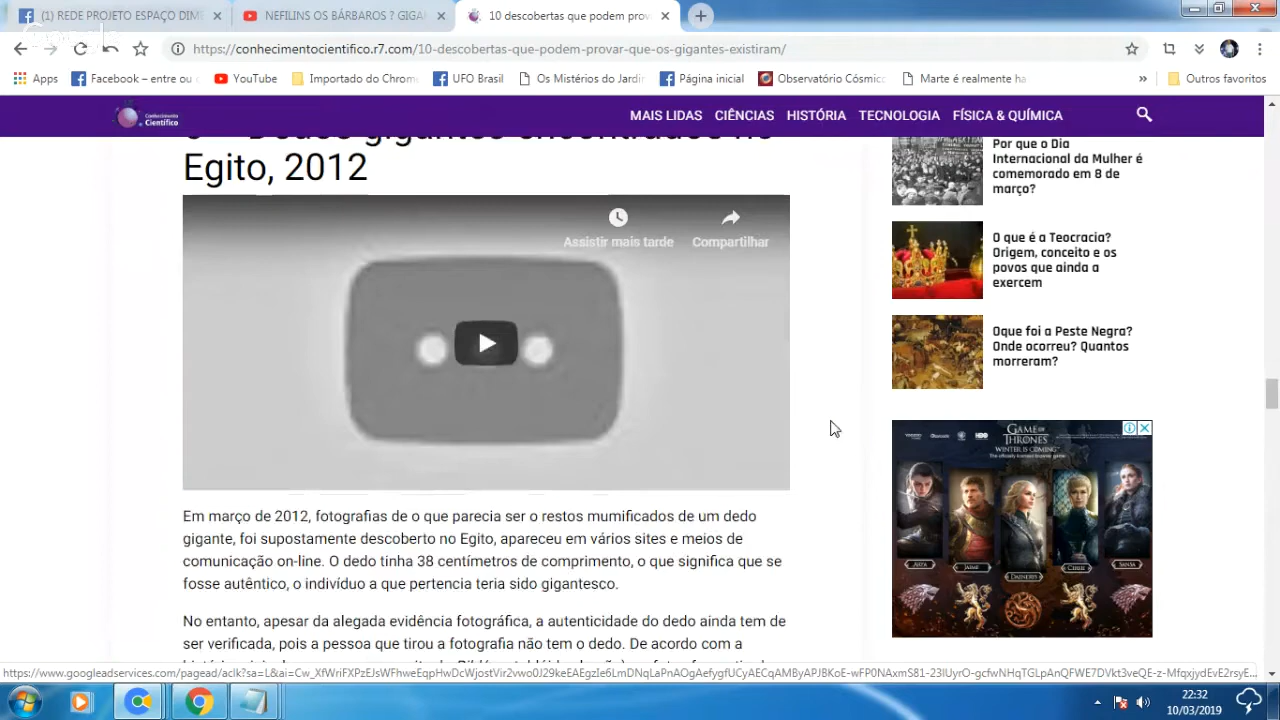 (1) REDE PROJETO ESPAÇO DIME
NEFILINS OS BÁRBAROS ? GIGA
10 descobertas que podem prov
https://conhecimentocientifico.r7.com/10-descobertas-que-podem-provar-que-os-gigantes-existiram/
Apps
Facebook – entre ou
YouTube
Importado do Chrom
UFO Brasil
Os Mistérios do Jardin
Página inicial
Observatório Cósmic
Marte é realmente ha
»
Outros favoritos
Conhecimento
Científico
MAIS LIDAS
CIÊNCIAS
HISTÓRIA
TECNOLOGIA
FÍSICA & QUÍMICA
Egito, 2012
Assistir mais tarde
Compartilhar
Em março de 2012, fotografias de o que parecia ser o restos mumificados de um dedo
gigante, foi supostamente descoberto no Egito, apareceu em vários sites e meios de
comunicação on-line. O dedo tinha 38 centímetros de comprimento, o que significa que se
fosse autêntico, o indivíduo a que pertencia teria sido gigantesco.
No entanto, apesar da alegada evidência fotográfica, a autenticidade do dedo ainda tem de
ser verificada, pois a pessoa que tirou a fotografia não tem o dedo. De acordo com a
Por que o Dia
Internacional da Mulher é
comemorado em 8 de
março?
O que é a Teocracia?
Origem, conceito e os
povos que ainda a
exercem
Oque foi a Peste Negra?
Onde ocorreu? Quantos
morreram?
GAME OF
THRONES
WINTER IS COMING
ARYA
JAIME
DAENERYS
CERSEI
SANSA
22:32
10/03/2019